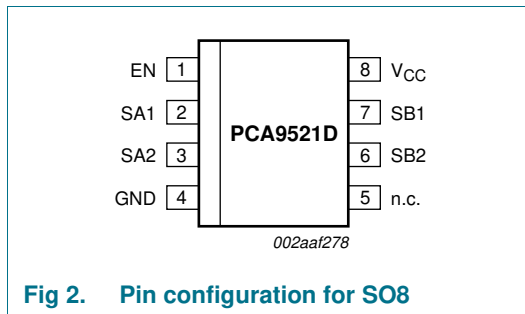 EN 1 8 VCC
SA1 2 7 SB1
PCA9521D
SA2 3 6 SB2
GND 4 5 n.c.
002aaf278
Fig 2. Pin configuration for SO8